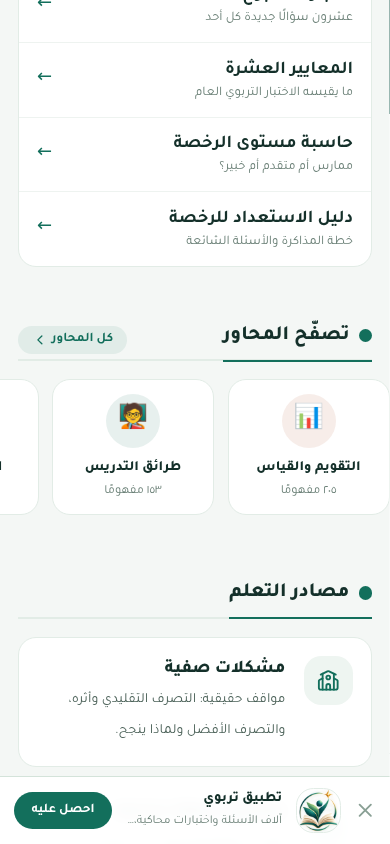 عشرون سؤالًا جديدة كل أحد
المعايير العشرة
ما يقيسه الاختبار التربوي العام
حاسبة مستوى الرخصة
ممارس أم متقدم أم خبير؟
دليل الاستعداد للرخصة
خطة المذاكرة والأسئلة الشائعة
تصفّح المحاور
كل المحاور
التقويم والقياس
٢٠٥ مفهومًا
طرائق التدريس
١٥٣ مفهومًا
مصادر التعلم
مشكلات صفية
مواقف حقيقية: التصرف التقليدي وأثره،
والتصرف الأفضل ولماذا ينجح.
تطبيق تربوي
آلاف الأسئلة واختبارات محاكية،...
احصل عليه